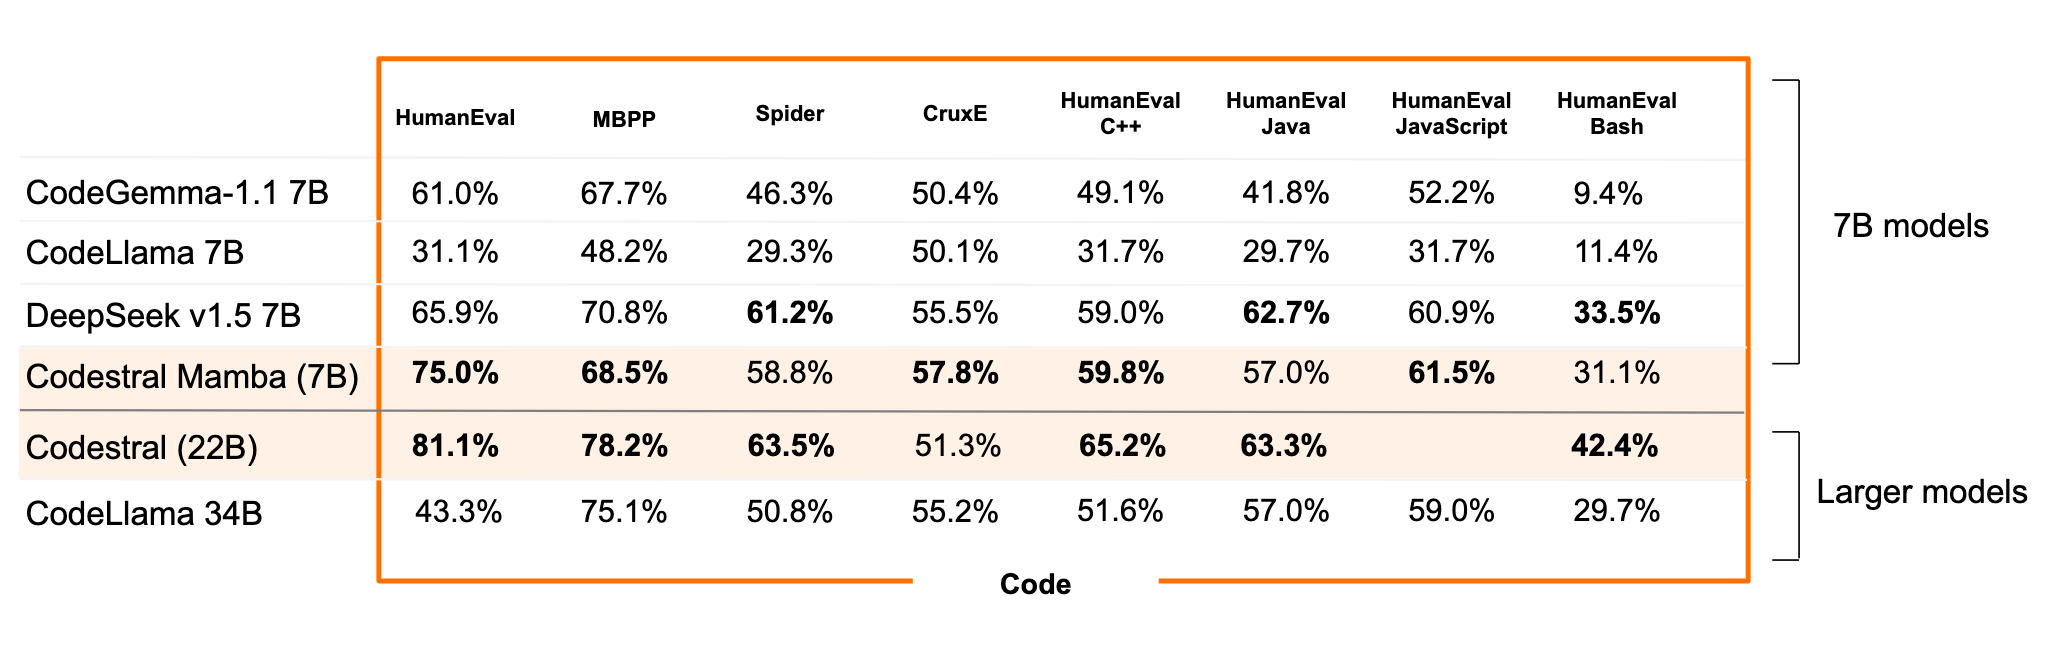 HumanEval MBPP Spider CruxE HumanEval C++ HumanEval Java HumanEval JavaScript HumanEval Bash
CodeGemma-1.1 7B 61.0% 67.7% 46.3% 50.4% 49.1% 41.8% 52.2% 9.4%
CodeLlama 7B 31.1% 48.2% 29.3% 50.1% 31.7% 29.7% 31.7% 11.4%
DeepSeek v1.5 7B 65.9% 70.8% 61.2% 55.5% 59.0% 62.7% 60.9% 33.5%
Codestral Mamba (7B) 75.0% 68.5% 58.8% 57.8% 59.8% 57.0% 61.5% 31.1%
7B models
Codestral (22B) 81.1% 78.2% 63.5% 51.3% 65.2% 63.3% 42.4%
CodeLlama 34B 43.3% 75.1% 50.8% 55.2% 51.6% 57.0% 59.0% 29.7%
Larger models
Code